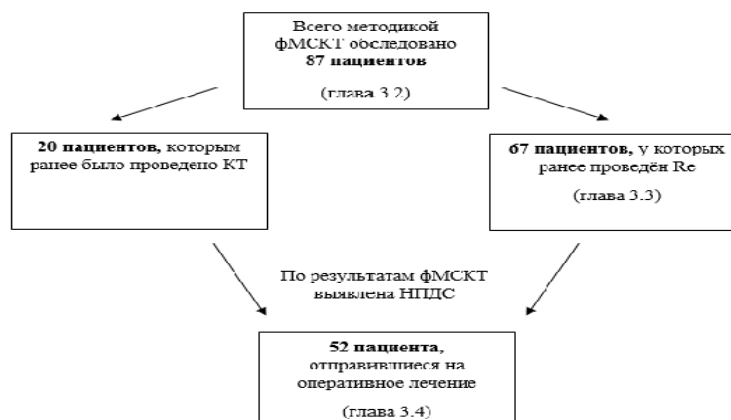 Всего методикой
фМСКТ обследовано
87 пациентов
(глава 3.2)
20 пациентов, которым
ранее было проведено КТ
67 пациентов, у которых
ранее проведён Re
(глава 3.3)
По результатам фМСКТ
выявлена НПДС
52 пациента,
отправившиеся на
оперативное лечение
(глава 3.4)